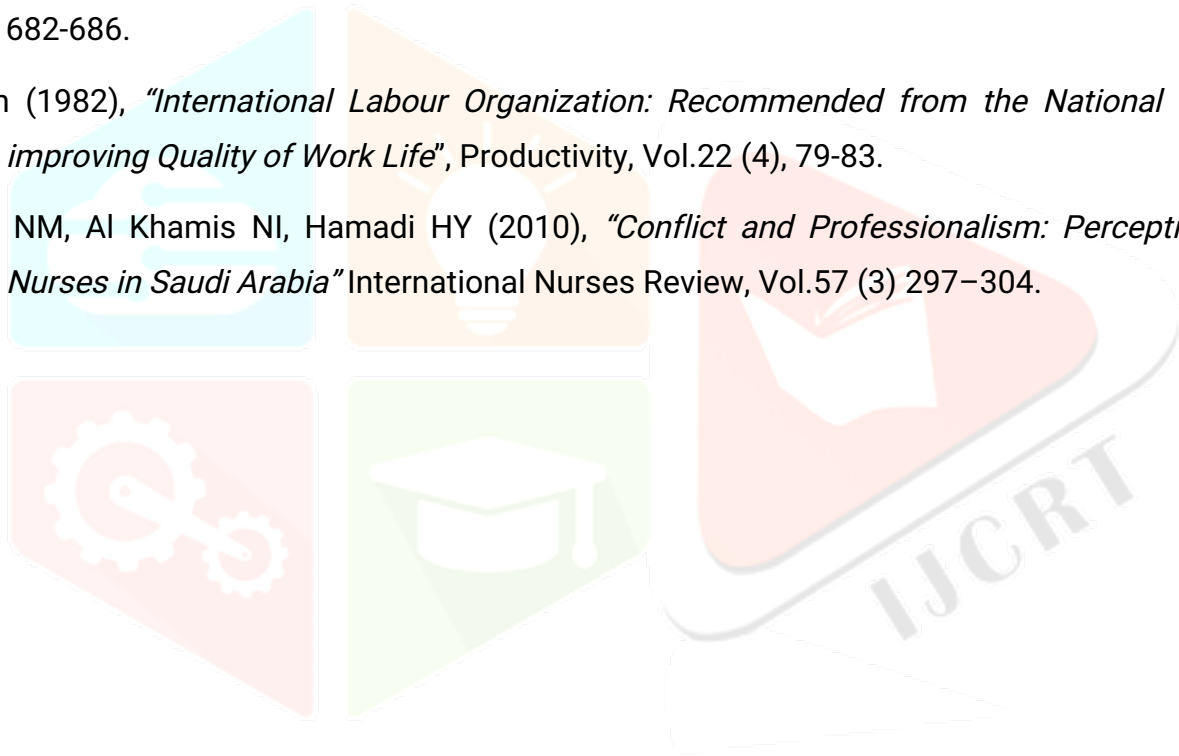 682-686.
n (1982), “International Labour Organization: Recommended from the National
improving Quality of Work Life”, Productivity, Vol.22 (4), 79-83.
NM, Al Khamis NI, Hamadi HY (2010), “Conflict and Professionalism: Percepti
Nurses in Saudi Arabia” International Nurses Review, Vol.57 (3) 297–304.
IJCRT